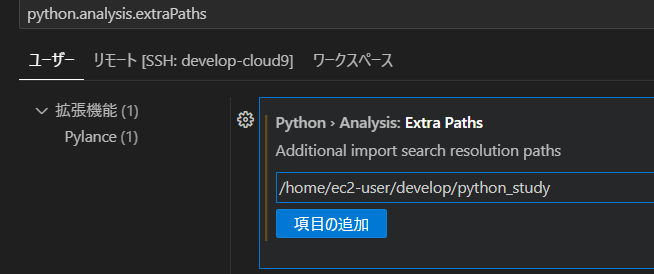 python.analysis.extraPaths
ユーザー リモート [SSH: develop-cloud9] ワークスペース
拡張機能 (1)
Pylance (1)
Python › Analysis: Extra Paths
Additional import search resolution paths
/home/ec2-user/develop/python_study
項目の追加